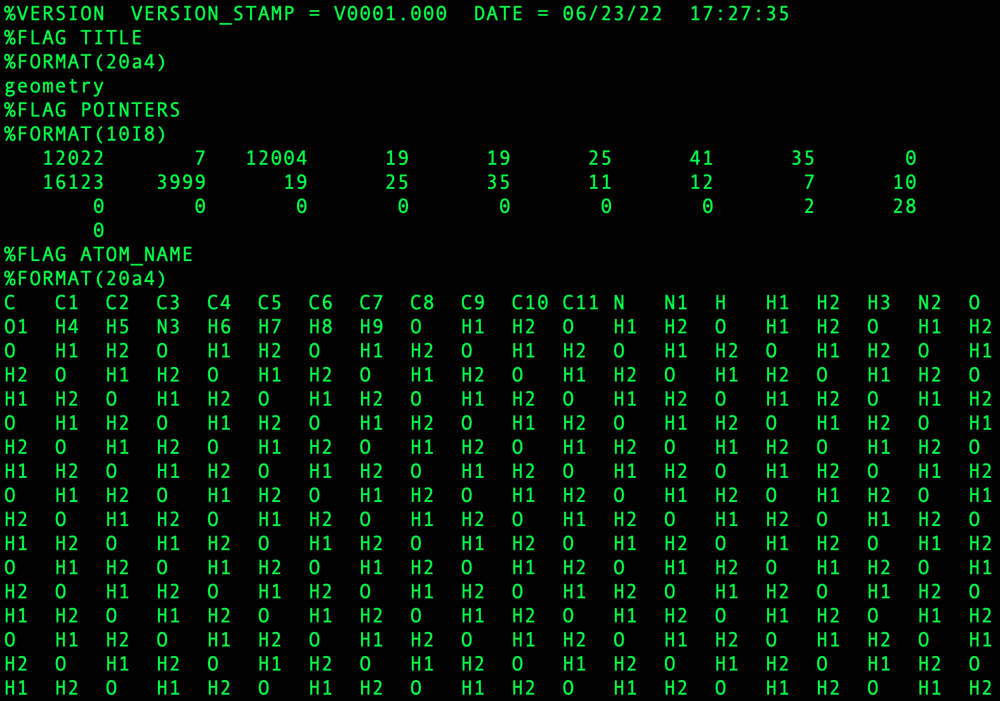 %VERSION  VERSION_STAMP = V0001.000  DATE = 06/23/22  17:27:35
%FLAG TITLE
%FORMAT(20a4)
geometry
%FLAG POINTERS
%FORMAT(10I8)
   12022       7   12004      19      19      25      41      35       0
   16123    3999      19      25      35      11      12       7      10
       0       0       0       0       0       0       0       2      28
       0
%FLAG ATOM_NAME
%FORMAT(20a4)
C   C1  C2  C3  C4  C5  C6  C7  C8  C9  C10 C11 N   N1  H   H1  H2  H3  N2  O
O1  H4  H5  N3  H6  H7  H8  H9  O   H1  H2  O   H1  H2  O   H1  H2  O   H1  H2
O   H1  H2  O   H1  H2  O   H1  H2  O   H1  H2  O   H1  H2  O   H1  H2  O   H1
H2  O   H1  H2  O   H1  H2  O   H1  H2  O   H1  H2  O   H1  H2  O   H1  H2  O
H1  H2  O   H1  H2  O   H1  H2  O   H1  H2  O   H1  H2  O   H1  H2  O   H1  H2
O   H1  H2  O   H1  H2  O   H1  H2  O   H1  H2  O   H1  H2  O   H1  H2  O   H1
H2  O   H1  H2  O   H1  H2  O   H1  H2  O   H1  H2  O   H1  H2  O   H1  H2  O
H1  H2  O   H1  H2  O   H1  H2  O   H1  H2  O   H1  H2  O   H1  H2  O   H1  H2
O   H1  H2  O   H1  H2  O   H1  H2  O   H1  H2  O   H1  H2  O   H1  H2  O   H1
H2  O   H1  H2  O   H1  H2  O   H1  H2  O   H1  H2  O   H1  H2  O   H1  H2  O
H1  H2  O   H1  H2  O   H1  H2  O   H1  H2  O   H1  H2  O   H1  H2  O   H1  H2
O   H1  H2  O   H1  H2  O   H1  H2  O   H1  H2  O   H1  H2  O   H1  H2  O   H1
H2  O   H1  H2  O   H1  H2  O   H1  H2  O   H1  H2  O   H1  H2  O   H1  H2  O
H1  H2  O   H1  H2  O   H1  H2  O   H1  H2  O   H1  H2  O   H1  H2  O   H1  H2
O   H1  H2  O   H1  H2  O   H1  H2  O   H1  H2  O   H1  H2  O   H1  H2  O   H1
H2  O   H1  H2  O   H1  H2  O   H1  H2  O   H1  H2  O   H1  H2  O   H1  H2  O
H1  H2  O   H1  H2  O   H1  H2  O   H1  H2  O   H1  H2  O   H1  H2  O   H1  H2